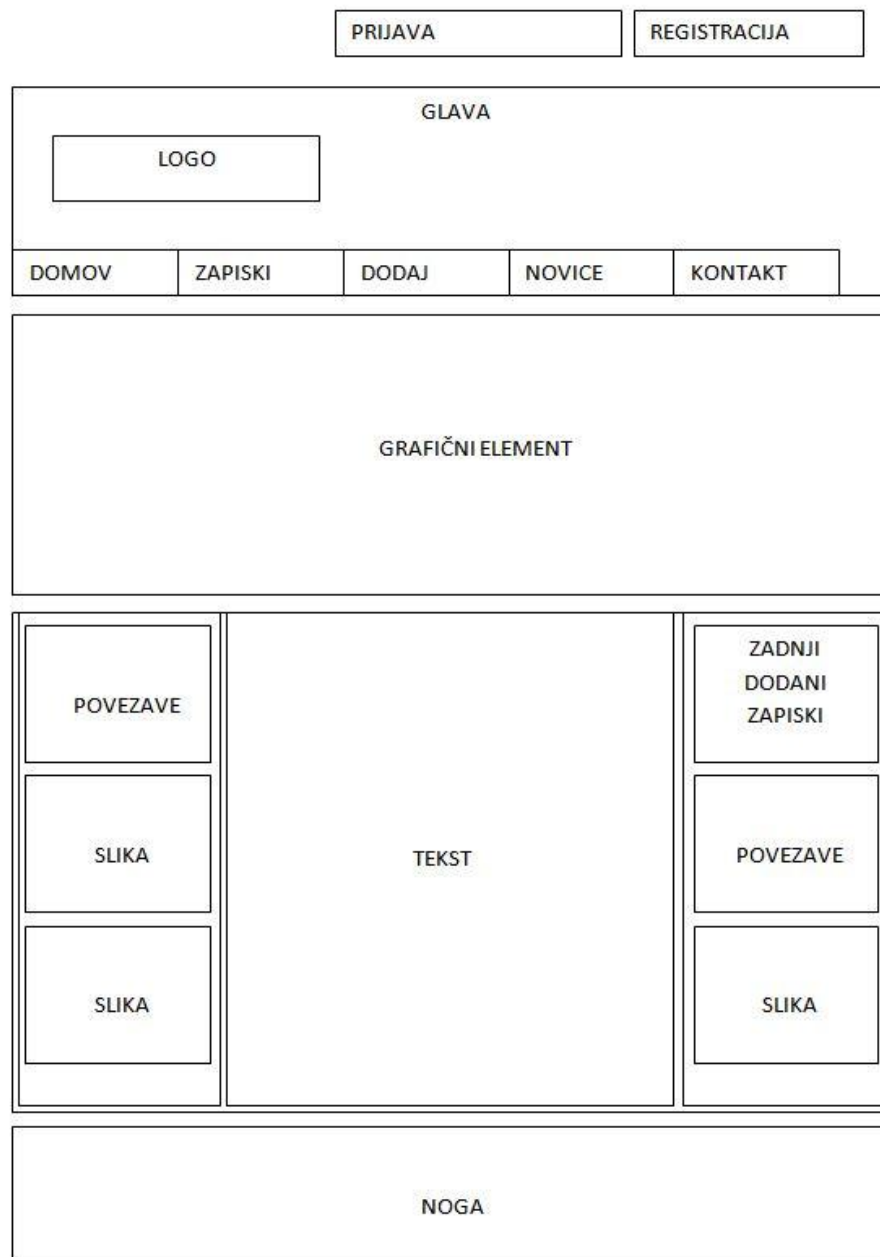 PRIJAVA
REGISTRACIJA
GLAVA
LOGO
DOMOV
ZAPISKI
DODAJ
NOVICE
KONTAKT
GRAFIČNI ELEMENT
POVEZAVE
SLIKA
SLIKA
TEKST
ZADNJI
DODANI
ZAPISKI
POVEZAVE
SLIKA
NOGA